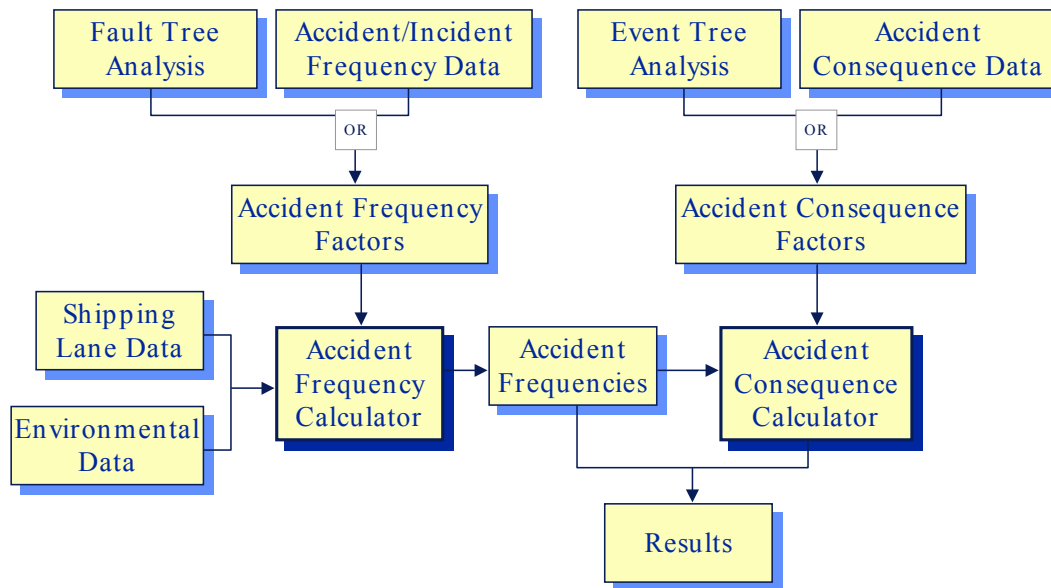 Fault Tree
Analysis
Accident/Incident
Frequency Data
Event Tree
Analysis
Accident
Consequence Data
OR
OR
Accident Frequency
Factors
Accident Consequence
Factors
Shipping
Lane Data
Environmental
Data
Accident
Frequency
Calculator
Accident
Frequencies
Accident
Consequence
Calculator
Results